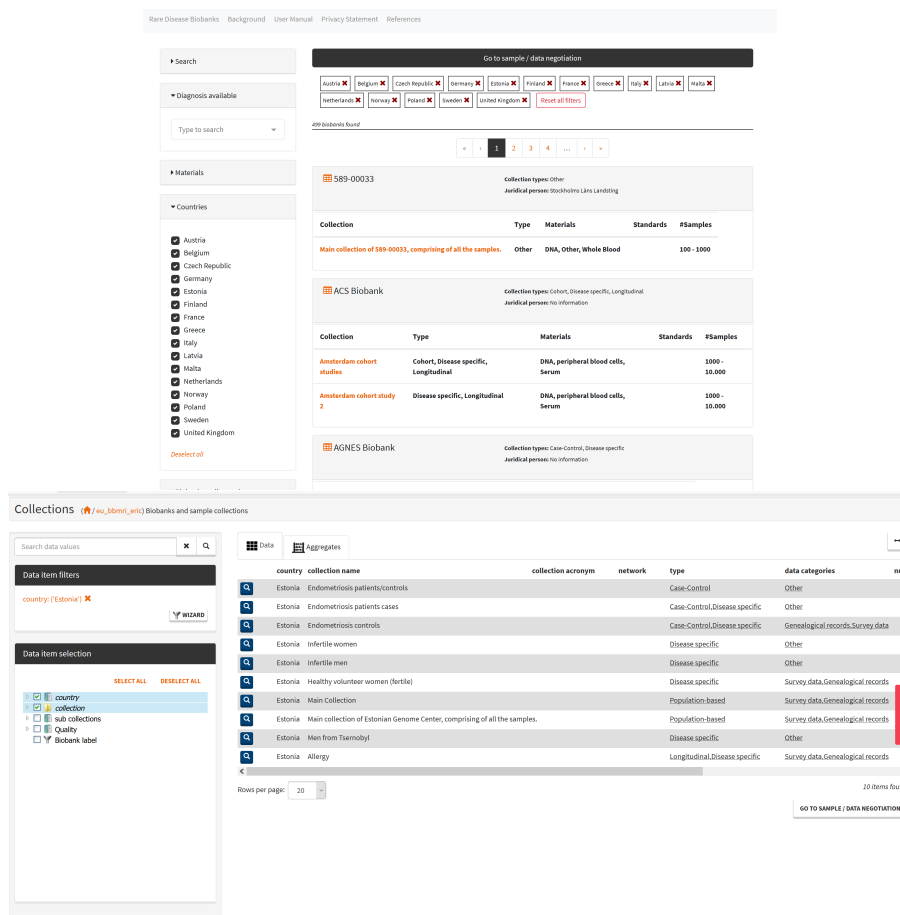 Rare Disease Biobanks Background User Manual Privacy Statement References
Search
Diagnosis available
Type to search
Materials
Countries
Austria
Belgium
Czech Republic
Germany
Estonia
Finland
France
Greece
Italy
Latvia
Malta
Netherlands
Norway
Poland
Sweden
United Kingdom
Deselect all
Go to sample / data negotiation
Austria ✖ Belgium ✖ Czech Republic ✖ Germany ✖ Estonia ✖ Finland ✖ France ✖ Greece ✖ Italy ✖ Latvia ✖ Malta ✖
Netherlands ✖ Norway ✖ Poland ✖ Sweden ✖ United Kingdom ✖ Reset all filters
499 biobanks found
« ‹ 1 2 3 4 … › »
589-00033 Collection types: Other
Juridical person: Stockholms Läns Landsting
Collection Type Materials Standards #Samples
Main collection of 589-00033, comprising of all the samples. Other DNA, Other, Whole Blood 100 - 1000
ACS Biobank Collection types: Cohort, Disease specific, Longitudinal
Juridical person: No information
Collection Type Materials Standards #Samples
Amsterdam cohort Cohort, Disease specific, DNA, peripheral blood cells, 1000 -
studies Longitudinal Serum 10.000
Amsterdam cohort study Disease specific, Longitudinal DNA, peripheral blood cells, 1000 -
2 Serum 10.000
AGNES Biobank Collection types: Case-Control, Disease specific
Juridical person: No information
Collections (/ eu_bbmri_eric) Biobanks and sample collections
Search data values
Data item filters
country: ('Estonia') ✖
WIZARD
Data item selection
SELECT ALL DESELECT ALL
country
collection
sub collections
Quality
Biobank label
Data Aggregates
country collection name collection acronym network type data categories
Estonia Endometriosis patients/controls Case-Control Other
Estonia Endometriosis patients cases Case-Control,Disease specific Other
Estonia Endometriosis controls Case-Control,Disease specific Genealogical records,Survey data
Estonia Infertile women Disease specific Other
Estonia Infertile men Disease specific Other
Estonia Healthy volunteer women (fertile) Disease specific Survey data,Genealogical records
Estonia Main Collection Population-based Survey data,Genealogical records
Estonia Main collection of Estonian Genome Center, comprising of all the samples. Population-based Survey data,Genealogical records
Estonia Men from Tsernobyl Disease specific Other
Estonia Allergy Longitudinal,Disease specific Survey data,Genealogical records
Rows per page: 20
10 items fou
GO TO SAMPLE / DATA NEGOTIATION